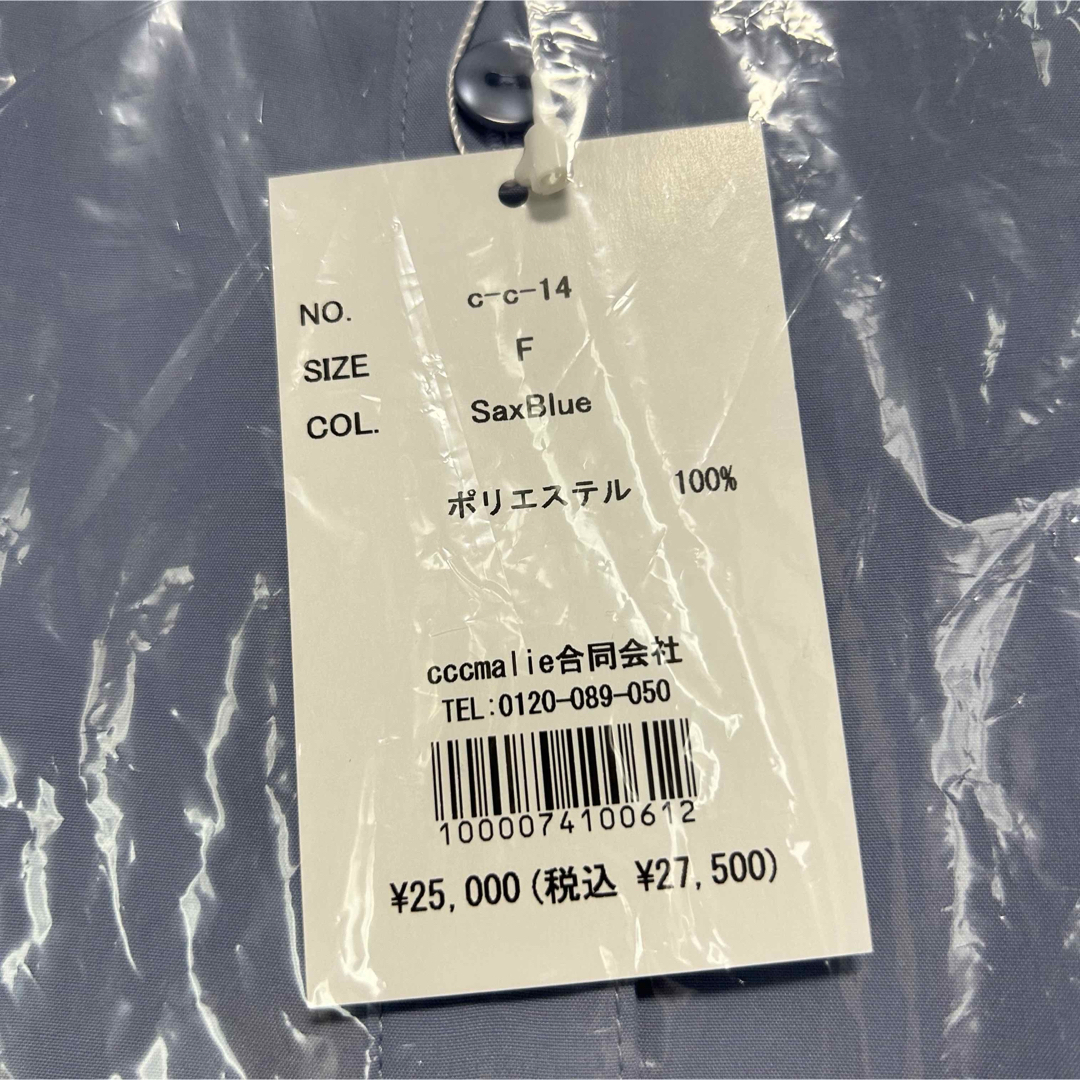 NO. c-c-14
SIZE F
COL. SaxBlue
ポリエステル 100%
cccmalie合同会社
TEL:0120-089-050
1000074100612
¥25,000(税込 ¥27,500)